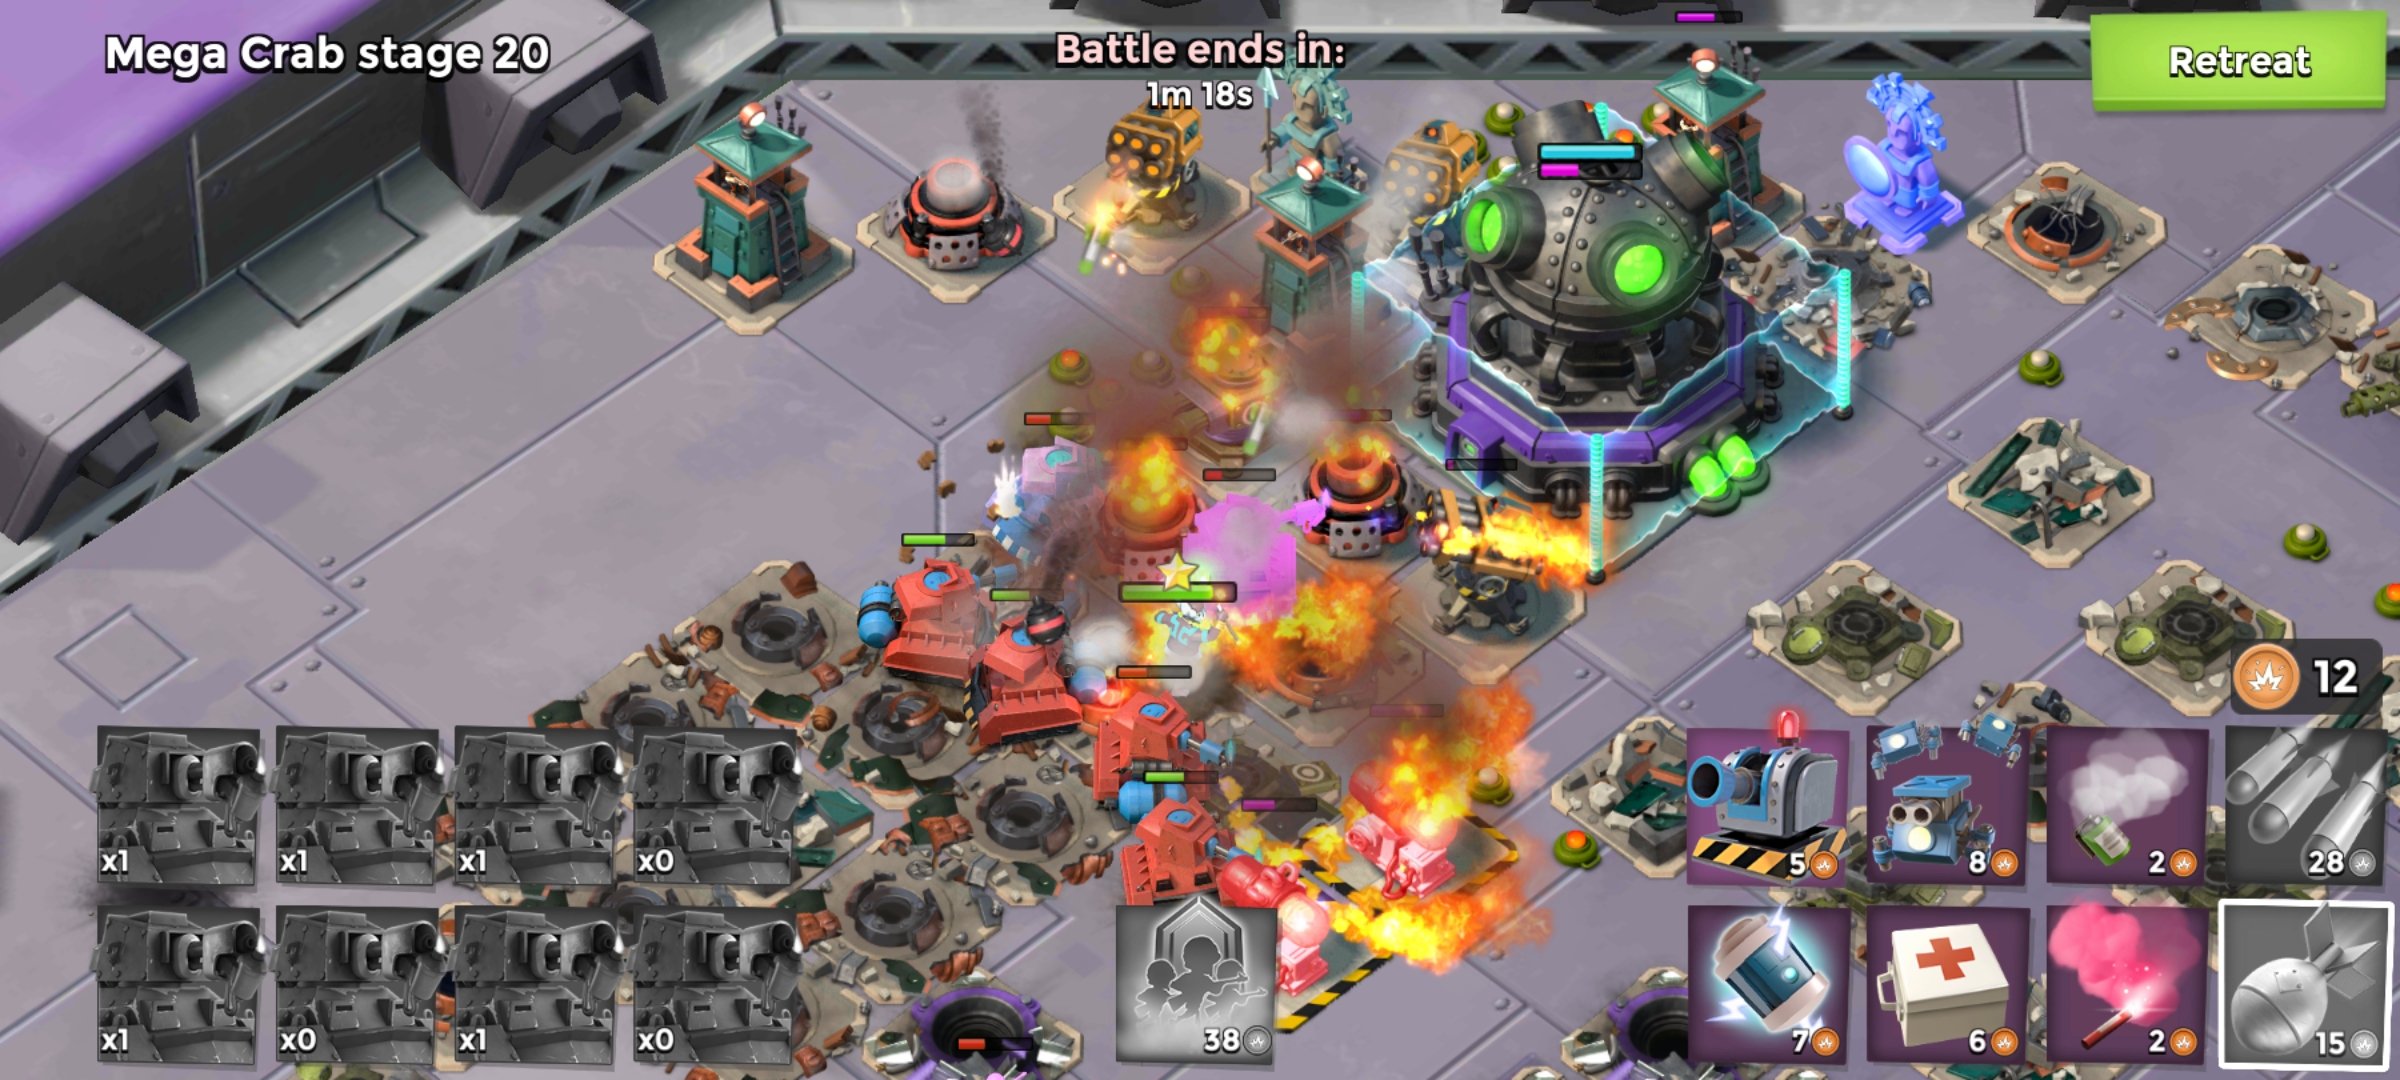 Mega Crab stage 20
Battle ends in:
1m 18s
Retreat
12
x1
x1
x1
x0
5
8
2
28
x1
x0
x1
x0
38
7
6
2
15